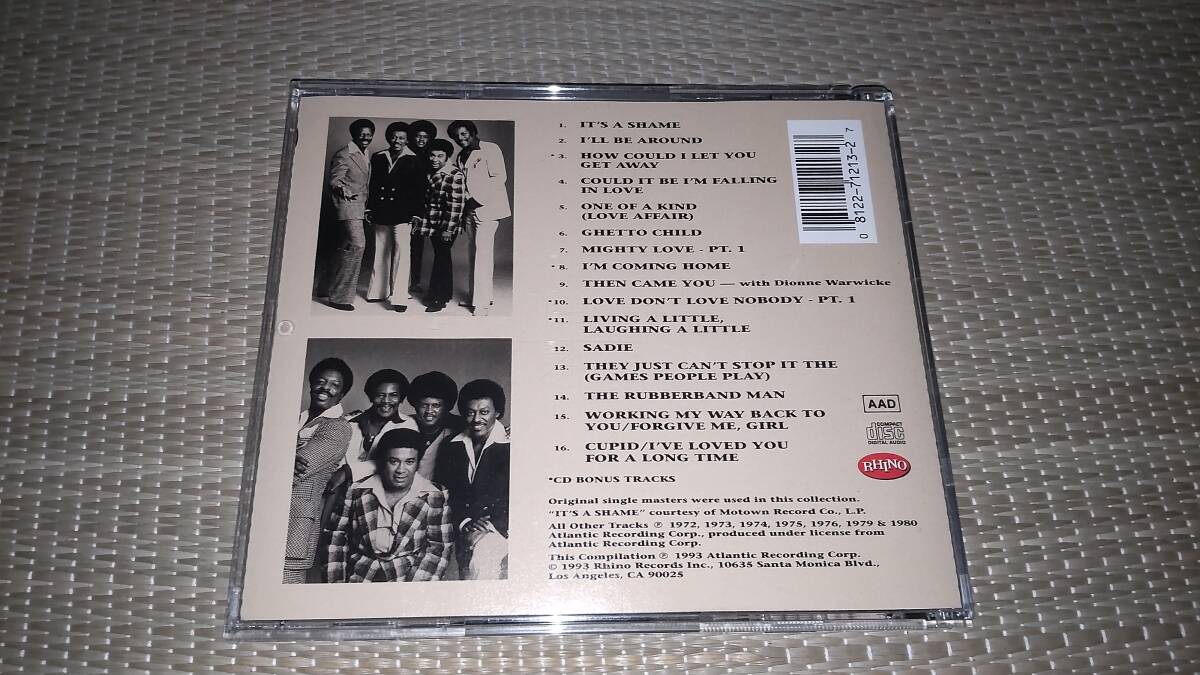 1. IT'S A SHAME
2. I'LL BE AROUND
*3. HOW COULD I LET YOU
GET AWAY
4. COULD IT BE I'M FALLING
IN LOVE
5. ONE OF A KIND
(LOVE AFFAIR)
6. GHETTO CHILD
7. MIGHTY LOVE - PT. 1
*8. I'M COMING HOME
9. THEN CAME YOU — with Dionne Warwicke
*10. LOVE DON'T LOVE NOBODY - PT. 1
*11. LIVING A LITTLE,
LAUGHING A LITTLE
12. SADIE
13. THEY JUST CAN'T STOP IT THE
(GAMES PEOPLE PLAY)
14. THE RUBBERBAND MAN
15. WORKING MY WAY BACK TO
YOU/FORGIVE ME, GIRL
16. CUPID/I'VE LOVED YOU
FOR A LONG TIME
*CD BONUS TRACKS
Original single masters were used in this collection.
"IT'S A SHAME" courtesy of Motown Record Co., L.P.
All Other Tracks ℗ 1972, 1973, 1974, 1975, 1976, 1979 & 1980
Atlantic Recording Corp., produced under license from
Atlantic Recording Corp.
This Compilation ℗ 1993 Atlantic Recording Corp.
© 1993 Rhino Records Inc., 10635 Santa Monica Blvd.,
Los Angeles, CA 90025
0 8122-71213-2 7
AAD
COMPACT
disc
DIGITAL AUDIO
RHINO